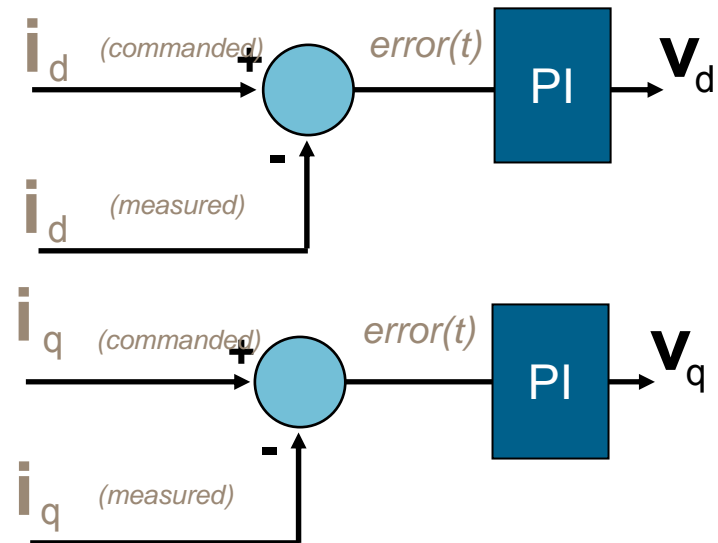 i d (commanded) + error(t) PI v d
-
i d (measured)
i q (commanded) + error(t) PI v q
-
i q (measured)